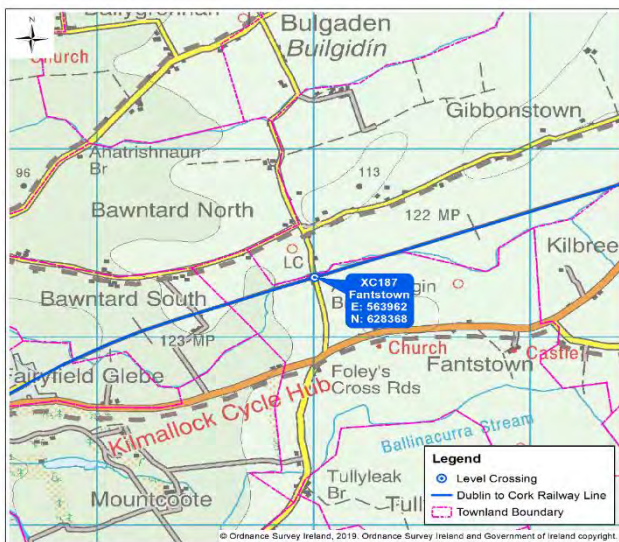 N
Ballygrennan
Church
Bulgaden
Builgidín
Gibbonstown
Anatrishnaun
Br
96
113
Bawntard North
122 MP
Kilbree
LC
XC187
Fantstown
E: 563962
N: 628368
Bawntard South
123 MP
Church
Castle
Fairyfield Glebe
Foley's
Cross Rds
Fantstown
Kilmallock Cycle Hub
Ballinacurra Stream
Tullyleak
Br
Mountcoote
Legend
Level Crossing
Dublin to Cork Railway Line
Townland Boundary
© Ordnance Survey Ireland, 2019. Ordnance Survey Ireland and Government of Ireland copyright.